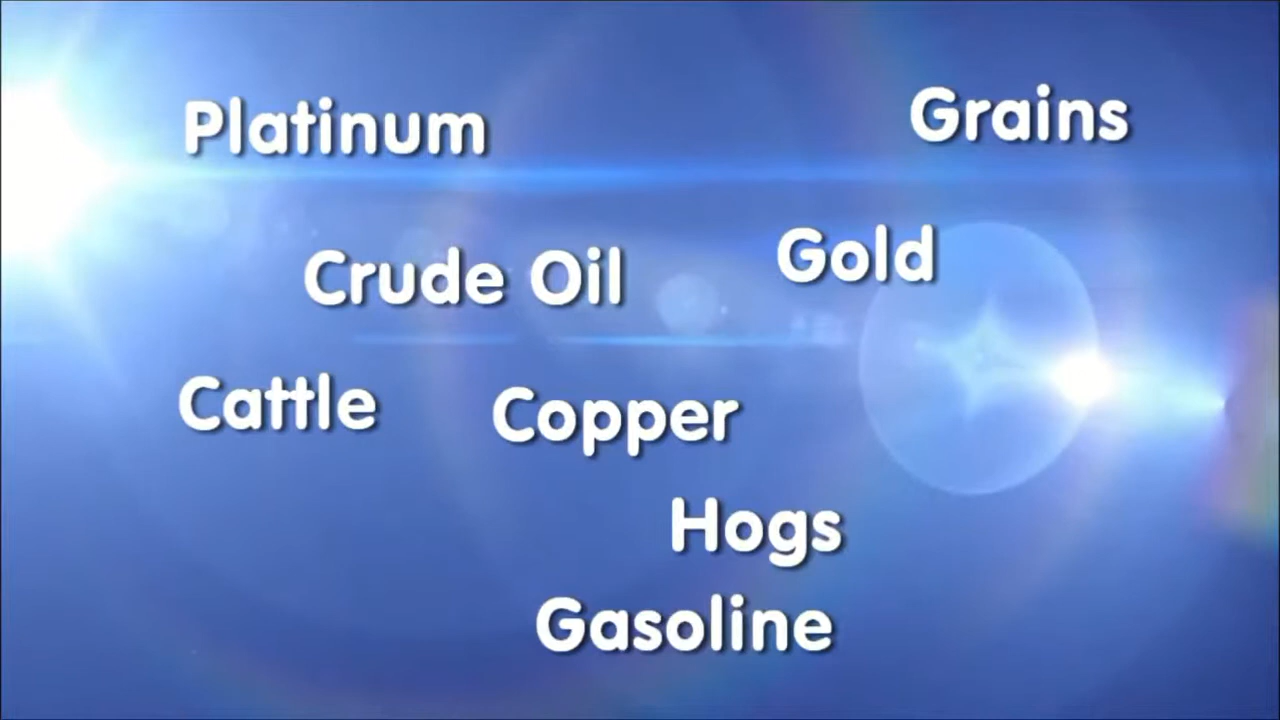 Platinum
Grains
Crude Oil
Gold
Cattle
Copper
Hogs
Gasoline